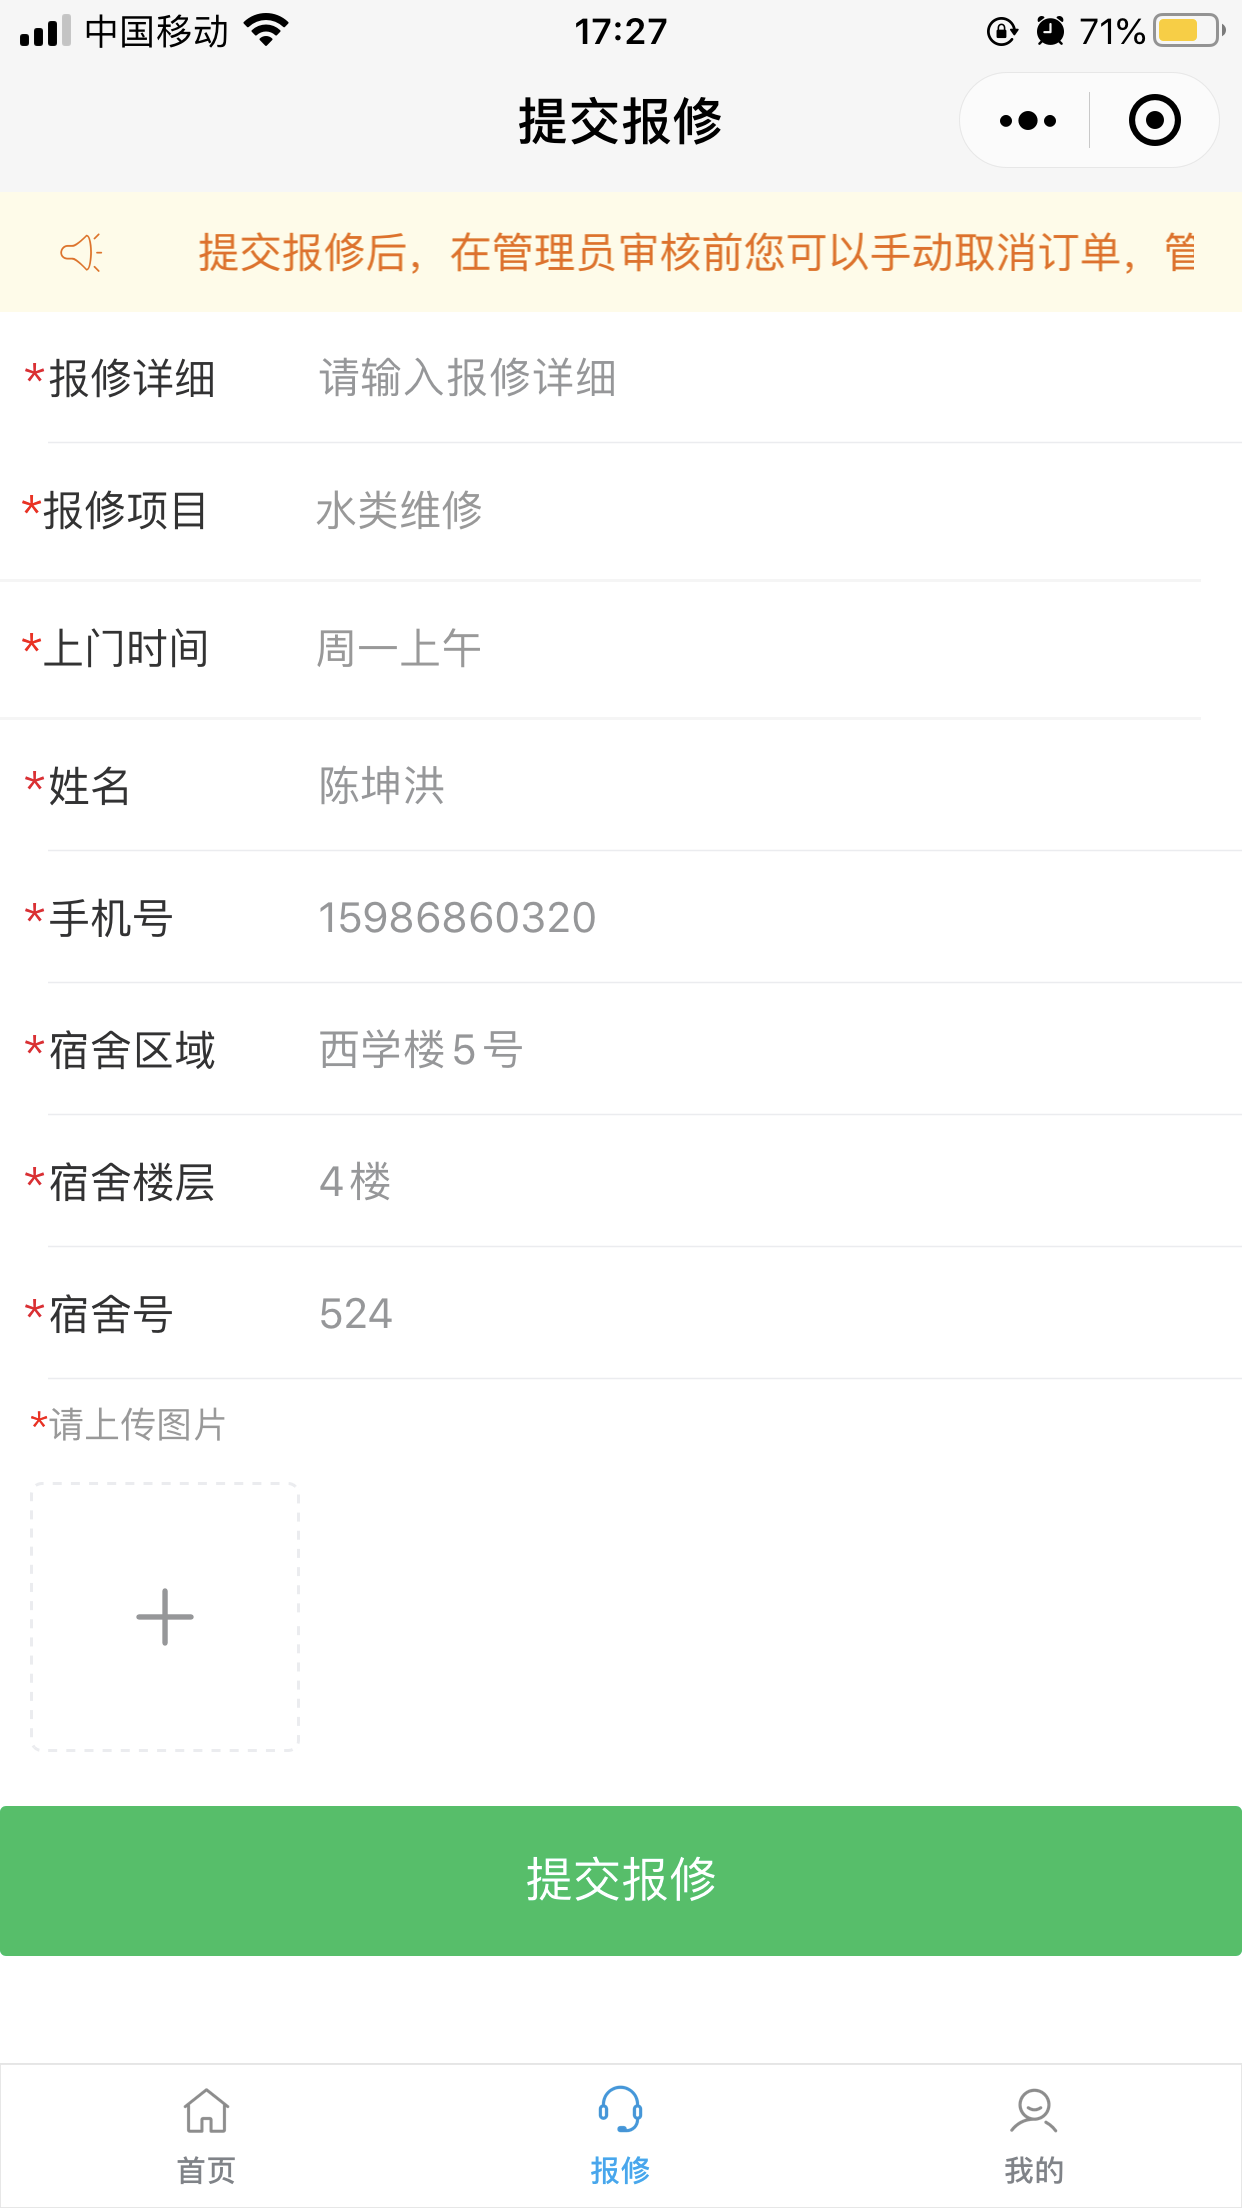 中国移动 17:27 71%
提交报修
提交报修后，在管理员审核前您可以手动取消订单，管
*报修详细 请输入报修详细
*报修项目 水类维修
*上门时间 周一上午
*姓名 陈坤洪
*手机号 15986860320
*宿舍区域 西学楼5号
*宿舍楼层 4楼
*宿舍号 524
*请上传图片
提交报修
首页 报修 我的